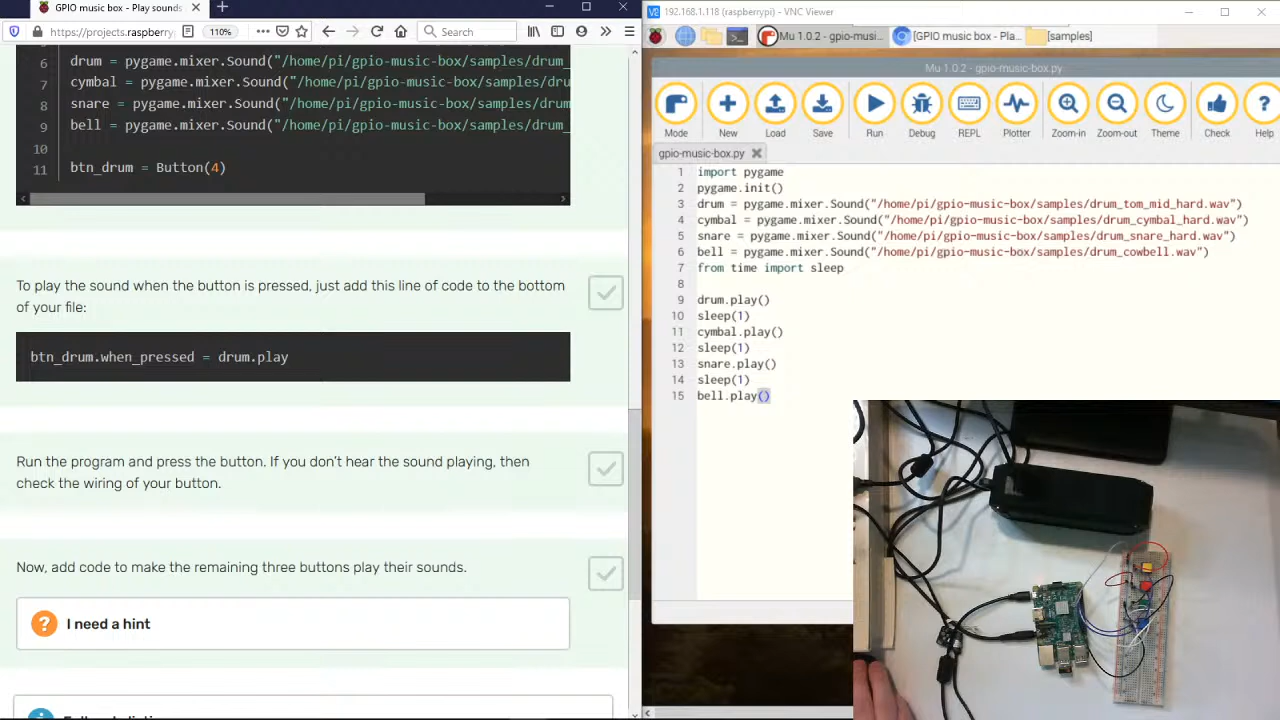 GPIO music box - Play sounds
192.168.1.118 (raspberrypi) - VNC Viewer
projects.raspberry
110%
Search
Mu 1.0.2 - gpio-musi...
[GPIO music box - Pla...
[samples]
6 drum = pygame.mixer.Sound("/home/pi/gpio-music-box/samples/drum_
7 cymbal = pygame.mixer.Sound("/home/pi/gpio-music-box/samples/dru
8 snare = pygame.mixer.Sound("/home/pi/gpio-music-box/samples/drum
9 bell = pygame.mixer.Sound("/home/pi/gpio-music-box/samples/drum_
10
11 btn_drum = Button(4)
To play the sound when the button is pressed, just add this line of code to the bottom
of your file:
btn_drum.when_pressed = drum.play
Run the program and press the button. If you don't hear the sound playing, then
check the wiring of your button.
Now, add code to make the remaining three buttons play their sounds.
? I need a hint
Mu 1.0.2 - gpio-music-box.py
Mode New Load Save Run Debug REPL Plotter Zoom-in Zoom-out Theme Check Help
gpio-music-box.py
1 import pygame
2 pygame.init()
3 drum = pygame.mixer.Sound("/home/pi/gpio-music-box/samples/drum_tom_mid_hard.wav")
4 cymbal = pygame.mixer.Sound("/home/pi/gpio-music-box/samples/drum_cymbal_hard.wav")
5 snare = pygame.mixer.Sound("/home/pi/gpio-music-box/samples/drum_snare_hard.wav")
6 bell = pygame.mixer.Sound("/home/pi/gpio-music-box/samples/drum_cowbell.wav")
7 from time import sleep
8
9 drum.play()
10 sleep(1)
11 cymbal.play()
12 sleep(1)
13 snare.play()
14 sleep(1)
15 bell.play()